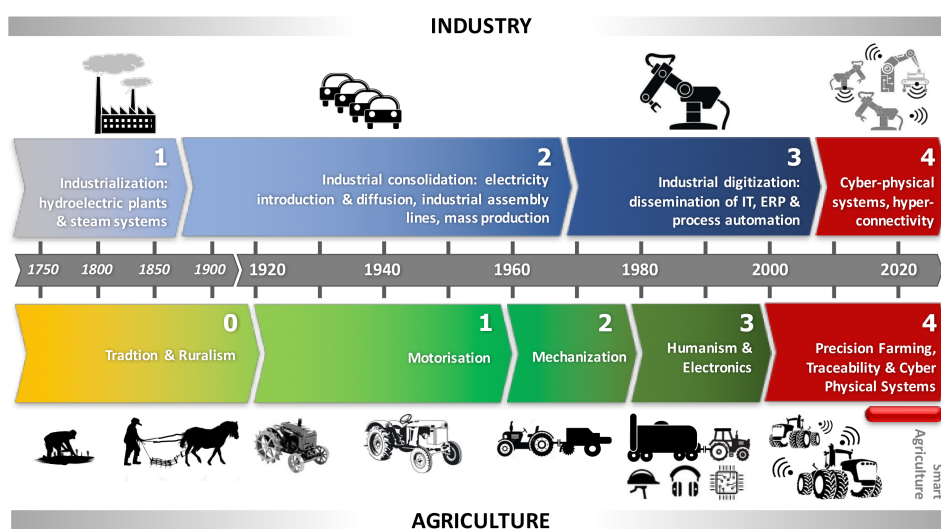 INDUSTRY
1
Industrialization:
hydroelectric plants
& steam systems
2
Industrial consolidation: electricity
introduction & diffusion, industrial assembly
lines, mass production
3
Industrial digitization:
dissemination of IT, ERP &
process automation
4
Cyber-physical
systems, hyper-
connectivity
1750 1800 1850 1900 1920 1940 1960 1980 2000 2020
0
Tradtion & Ruralism
1
Motorisation
2
Mechanization
3
Humanism &
Electronics
4
Precision Farming,
Traceability & Cyber
Physical Systems
Smart
Agriculture
AGRICULTURE